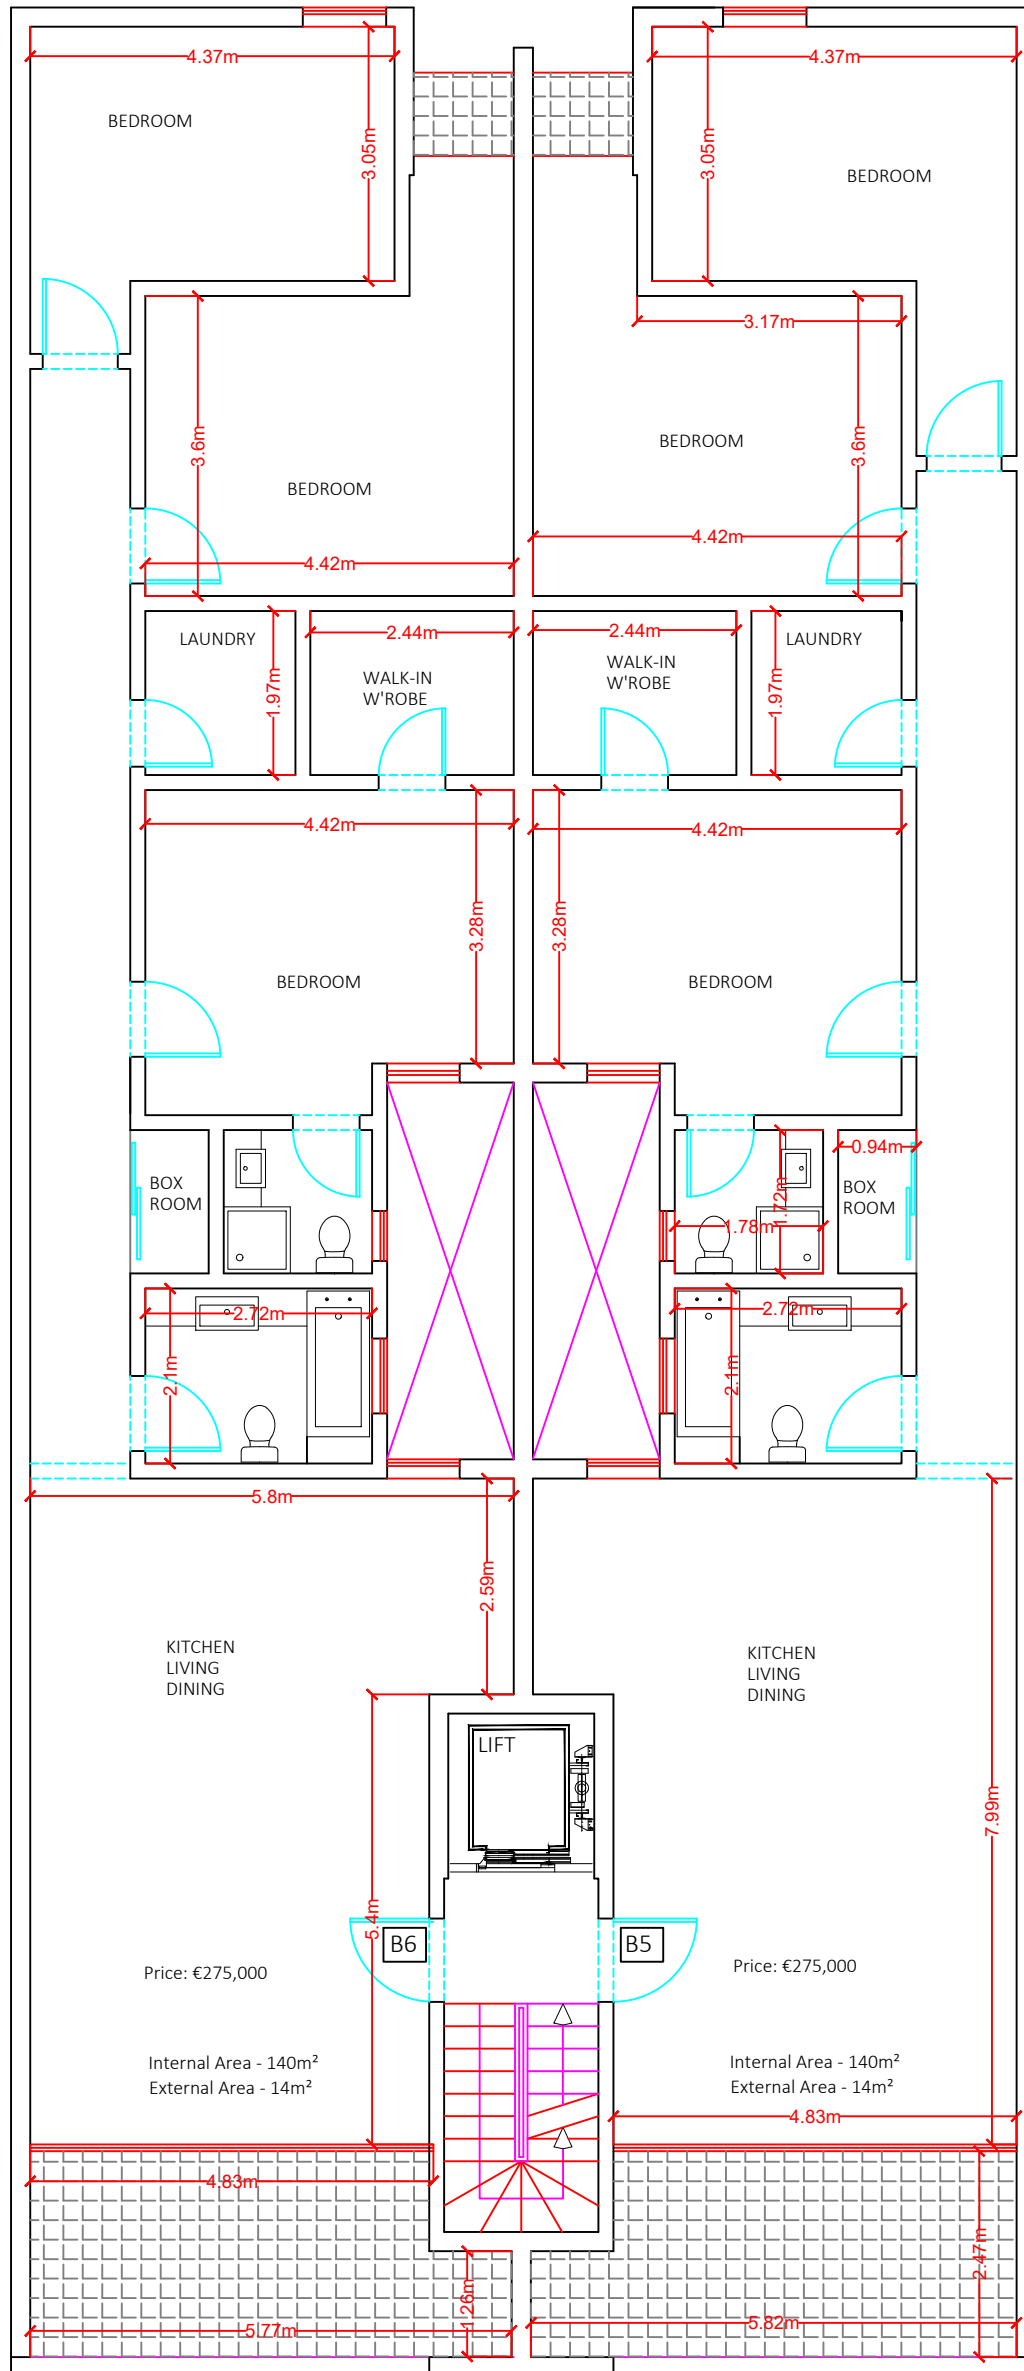 4.37m
4.37m
BEDROOM
3.05m
3.05m
BEDROOM
3.17m
3.6m
3.6m
BEDROOM
BEDROOM
4.42m
4.42m
LAUNDRY
2.44m
2.44m
LAUNDRY
WALK-IN
W'ROBE
WALK-IN
W'ROBE
1.97m
1.97m
4.42m
4.42m
3.28m
3.28m
BEDROOM
BEDROOM
BOX
ROOM
0.94m
BOX
ROOM
1.72m
1.78m
2.72m
2.72m
2.1m
2.1m
5.8m
2.59m
KITCHEN
LIVING
DINING
KITCHEN
LIVING
DINING
LIFT
7.99m
5.4m
B6
B5
Price: €275,000
Price: €275,000
Internal Area - 140m²
External Area - 14m²
Internal Area - 140m²
External Area - 14m²
4.83m
4.83m
2.47m
1.26m
5.77m
5.82m